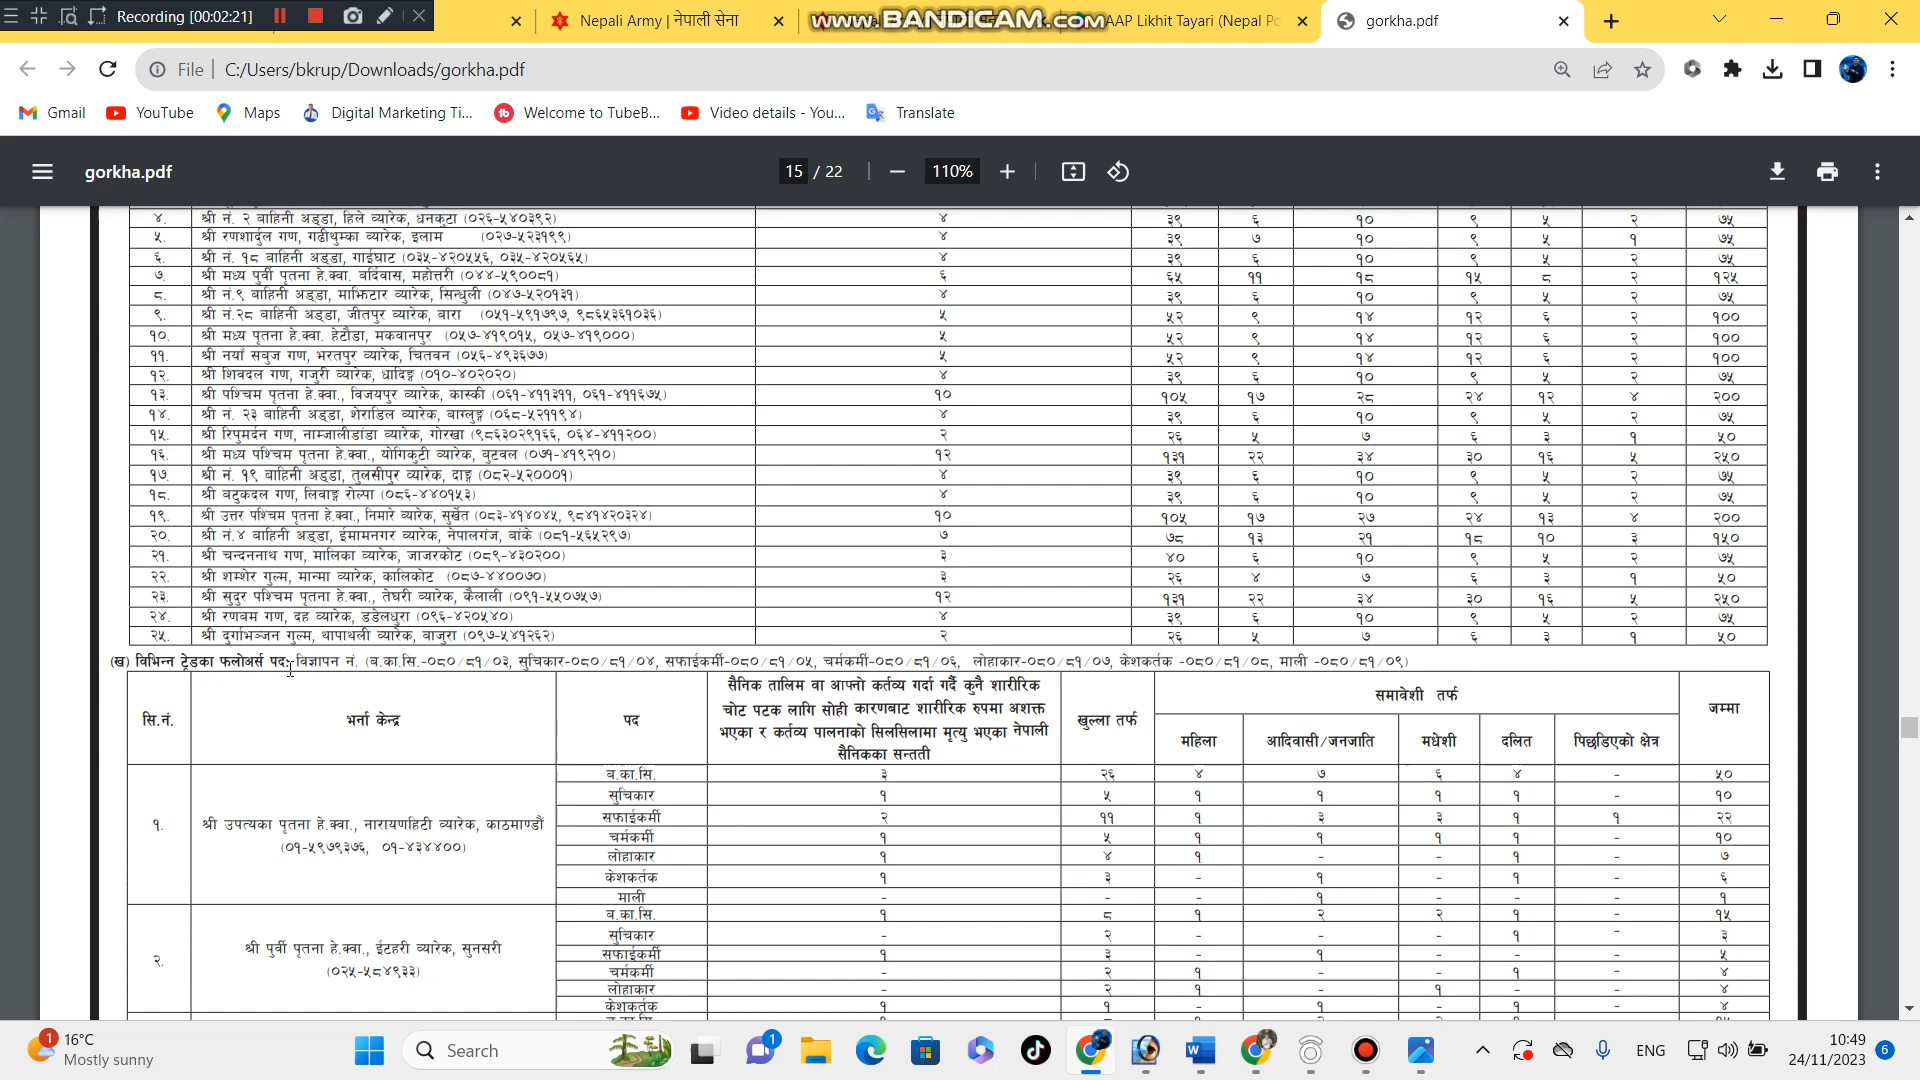 Recording [00:02:21]
Nepali Army | नेपाली सेना
www.BANDICAM.com
AAP Likhit Tayari (Nepal Po
gorkha.pdf
File | C:/Users/bkrup/Downloads/gorkha.pdf
Gmail YouTube Maps Digital Marketing Ti... Welcome to TubeB... Video details - You... Translate
gorkha.pdf 15 / 22 110%
४. श्री नं. २ बाहिनी अड्डा, हिले ब्यारेक, धनकुटा (०२६-५४०३९२) ४ ३९ ६ १० ९ ५ २ ७५
५. श्री रणशार्दुल गण, गढीथुम्का ब्यारेक, इलाम (०२७-५२३१९९) ४ ३९ ७ १० ९ ५ १ ७५
६. श्री नं. १८ बाहिनी अड्डा, गाईघाट (०३५-४२०५५६, ०३५-४२०५६५) ४ ३९ ६ १० ९ ५ २ ७५
७. श्री मध्य पुर्वी पृतना हे.क्वा. बर्दिवास, महोत्तरी (०४४-५९००८१) ६ ६५ ११ १८ १५ ८ २ १२५
८. श्री नं.९ बाहिनी अड्डा, माझिटार ब्यारेक, सिन्धुली (०४७-५२०१३१) ४ ३९ ६ १० ९ ५ २ ७५
९. श्री नं.२८ बाहिनी अड्डा, जीतपुर ब्यारेक, बारा (०५१-५९१७९७, ९८६५३६१०३६) ५ ५२ ९ १४ १२ ६ २ १००
१०. श्री मध्य पृतना हे.क्वा. हेटौडा, मकवानपुर (०५७-४१९०१५, ०५७-४१९०००) ५ ५२ ९ १४ १२ ६ २ १००
११. श्री नयाँ सबुज गण, भरतपुर ब्यारेक, चितवन (०५६-४९३६७७) ५ ५२ ९ १४ १२ ६ २ १००
१२. श्री शिवदल गण, गजुरी ब्यारेक, धादिङ्ग (०१०-४०२०२०) ४ ३९ ६ १० ९ ५ २ ७५
१३. श्री पश्चिम पृतना हे.क्वा., विजयपुर ब्यारेक, कास्की (०६१-४११३११, ०६१-४११६७५) १० १०५ १७ २८ २४ १२ ४ २००
१४. श्री नं. २३ बाहिनी अड्डा, शेराडिल ब्यारेक, बाग्लुङ्ग (०६८-५२११९४) ४ ३९ ६ १० ९ ५ २ ७५
१५. श्री रिपुमर्दन गण, नाम्जालीडांडा ब्यारेक, गोरखा (९८६३०२९१६६, ०६४-४११२००) २ २६ ५ ७ ६ ३ १ ५०
१६. श्री मध्य पश्चिम पृतना हे.क्वा., योगिकुटी ब्यारेक, बुटवल (०७१-४१९२१०) १२ १३१ २२ ३४ ३० १६ ५ २५०
१७. श्री नं. १९ बाहिनी अड्डा, तुलसीपुर ब्यारेक, दाङ्ग (०८२-५२०००१) ४ ३९ ६ १० ९ ५ २ ७५
१८. श्री बटुकदल गण, लिवाङ्ग रोल्पा (०८६-४४०१५३) ४ ३९ ६ १० ९ ५ २ ७५
१९. श्री उत्तर पश्चिम पृतना हे.क्वा., निमारे ब्यारेक, सुर्खेत (०८३-४१४०४५, ९८४१४२०३२४) १० १०५ १७ २७ २४ १३ ४ २००
२०. श्री नं.४ बाहिनी अड्डा, ईमामनगर ब्यारेक, नेपालगंज, बांके (०८१-५६५२९७) ७ ७८ १३ २१ १८ १० ३ १५०
२१. श्री चन्दननाथ गण, मालिका ब्यारेक, जाजरकोट (०८९-४३०२००) ३ ४० ६ १० ९ ५ २ ७५
२२. श्री शम्शेर गुल्म, मान्मा ब्यारेक, कालिकोट (०८७-४४००७०) ३ २६ ४ ७ ६ ३ १ ५०
२३. श्री सुदुर पश्चिम पृतना हे.क्वा., तेघरी ब्यारेक, कैलाली (०९१-५५०७५७) १२ १३१ २२ ३४ ३० १६ ५ २५०
२४. श्री रणबम गण, दह ब्यारेक, डडेलधुरा (०९६-४२०५४०) ४ ३९ ६ १० ९ ५ २ ७५
२५. श्री दुर्गाभञ्जन गुल्म, थापाथली ब्यारेक, बाजुरा (०९७-५४१२६२) २ २६ ५ ७ ६ ३ १ ५०
(ख) विभिन्न ट्रेडका फलोअर्स पद:-विज्ञापन नं. (ब.का.सि.-०८०/८१/०३, सुचिकार-०८०/८१/०४, सफाईकर्मी-०८०/८१/०५, चर्मकर्मी-०८०/८१/०६, लोहाकार-०८०/८१/०७, केशकर्तक -०८०/८१/०८, माली -०८०/८१/०९)
सि.नं. भर्ना केन्द्र पद सैनिक तालिम वा आफ्नो कर्तव्य गर्दा गर्दै कुनै शारीरिक चोट पटक लागि सोही कारणबाट शारीरिक रुपमा अशक्त भएका र कर्तव्य पालनाको सिलसिलामा मृत्यु भएका नेपाली सैनिकका सन्तती खुल्ला तर्फ समावेशी तर्फ जम्मा
महिला आदिवासी/जनजाति मधेशी दलित पिछडिएको क्षेत्र
१. श्री उपत्यका पृतना हे.क्वा., नारायणहिटी ब्यारेक, काठमाण्डौं
(०१-५९७९३७६, ०१-४३४४००)
ब.का.सि. ३ २६ ४ ७ ६ ४ - ५०
सुचिकार १ ५ १ १ १ १ - १०
सफाईकर्मी २ ११ १ ३ ३ १ १ २२
चर्मकर्मी १ ५ १ १ १ १ - १०
लोहाकार १ ४ १ - - १ - ७
केशकर्तक १ ३ - १ - १ - ६
माली - - - १ - - - १
२. श्री पुर्वी पृतना हे.क्वा., ईटहरी ब्यारेक, सुनसरी
(०२५-५८४९३३)
ब.का.सि. १ ८ १ २ २ १ - १५
सुचिकार - २ - - - १ - ३
सफाईकर्मी १ ३ - १ - - - ५
चर्मकर्मी - २ १ - - १ - ४
लोहाकार - २ १ - १ - - ४
केशकर्तक १ १ - १ - १ - ४
16°C
Mostly sunny
Search
ENG
10:49
24/11/2023